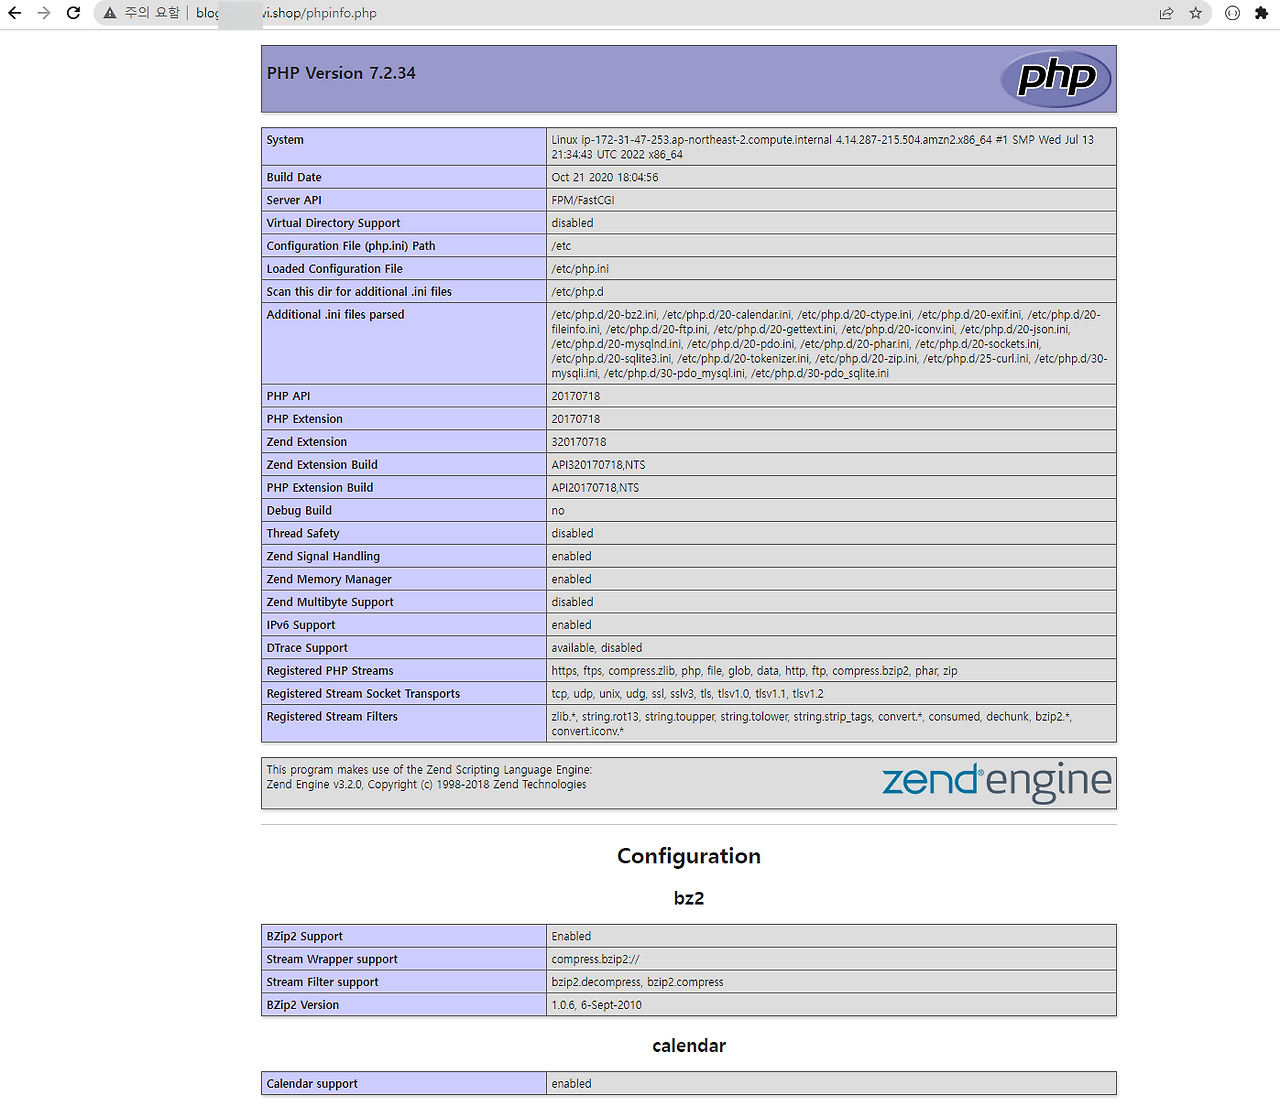 주의 요함 | blog vi.shop/phpinfo.php
PHP Version 7.2.34
php
System Linux ip-172-31-47-253.ap-northeast-2.compute.internal 4.14.287-215.504.amzn2.x86_64 #1 SMP Wed Jul 13
21:34:43 UTC 2022 x86_64
Build Date Oct 21 2020 18:04:56
Server API FPM/FastCGI
Virtual Directory Support disabled
Configuration File (php.ini) Path /etc
Loaded Configuration File /etc/php.ini
Scan this dir for additional .ini files /etc/php.d
Additional .ini files parsed /etc/php.d/20-bz2.ini, /etc/php.d/20-calendar.ini, /etc/php.d/20-ctype.ini, /etc/php.d/20-exif.ini, /etc/php.d/20-
fileinfo.ini, /etc/php.d/20-ftp.ini, /etc/php.d/20-gettext.ini, /etc/php.d/20-iconv.ini, /etc/php.d/20-json.ini,
/etc/php.d/20-mysqlnd.ini, /etc/php.d/20-pdo.ini, /etc/php.d/20-phar.ini, /etc/php.d/20-sockets.ini,
/etc/php.d/20-sqlite3.ini, /etc/php.d/20-tokenizer.ini, /etc/php.d/20-zip.ini, /etc/php.d/25-curl.ini, /etc/php.d/30-
mysqli.ini, /etc/php.d/30-pdo_mysql.ini, /etc/php.d/30-pdo_sqlite.ini
PHP API 20170718
PHP Extension 20170718
Zend Extension 320170718
Zend Extension Build API320170718,NTS
PHP Extension Build API20170718,NTS
Debug Build no
Thread Safety disabled
Zend Signal Handling enabled
Zend Memory Manager enabled
Zend Multibyte Support disabled
IPv6 Support enabled
DTrace Support available, disabled
Registered PHP Streams https, ftps, compress.zlib, php, file, glob, data, http, ftp, compress.bzip2, phar, zip
Registered Stream Socket Transports tcp, udp, unix, udg, ssl, sslv3, tls, tlsv1.0, tlsv1.1, tlsv1.2
Registered Stream Filters zlib.*, string.rot13, string.toupper, string.tolower, string.strip_tags, convert.*, consumed, dechunk, bzip2.*,
convert.iconv.*
This program makes use of the Zend Scripting Language Engine:
Zend Engine v3.2.0, Copyright (c) 1998-2018 Zend Technologies
zend® engine
Configuration
bz2
BZip2 Support Enabled
Stream Wrapper support compress.bzip2://
Stream Filter support bzip2.decompress, bzip2.compress
BZip2 Version 1.0.6, 6-Sept-2010
calendar
Calendar support enabled